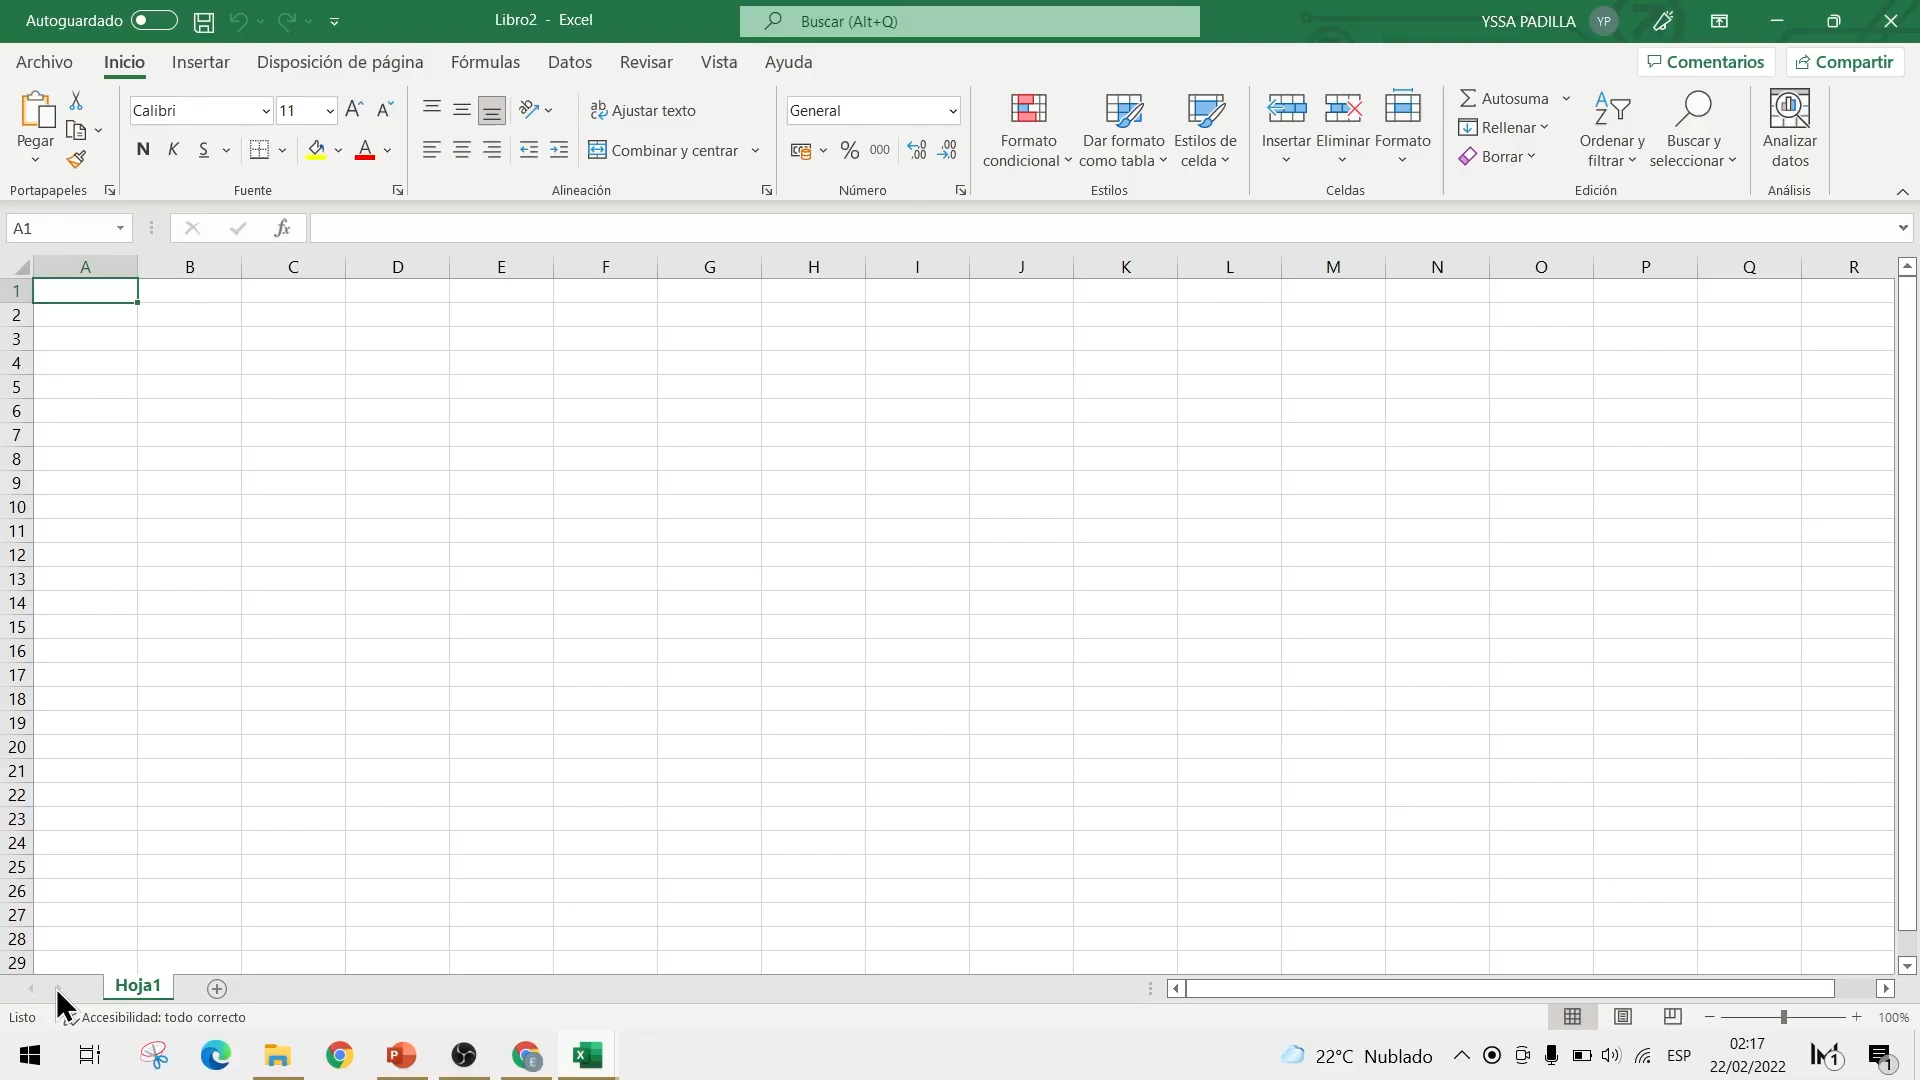 Autoguardado
Libro2 - Excel
Buscar (Alt+Q)
YSSA PADILLA YP
Archivo Inicio Insertar Disposición de página Fórmulas Datos Revisar Vista Ayuda
Comentarios Compartir
Pegar
Portapapeles
Calibri 11
N K S
Fuente
Ajustar texto
Combinar y centrar
Alineación
General
% 000
Número
Formato condicional
Dar formato como tabla
Estilos de celda
Estilos
Insertar Eliminar Formato
Celdas
Autosuma
Rellenar
Borrar
Ordenar y filtrar
Buscar y seleccionar
Edición
Analizar datos
Análisis
A1
fx
A B C D E F G H I J K L M N O P Q R
1
2
3
4
5
6
7
8
9
10
11
12
13
14
15
16
17
18
19
20
21
22
23
24
25
26
27
28
29
Hoja1
Listo
Accesibilidad: todo correcto
100%
22°C Nublado
ESP
02:17
22/02/2022
1
1